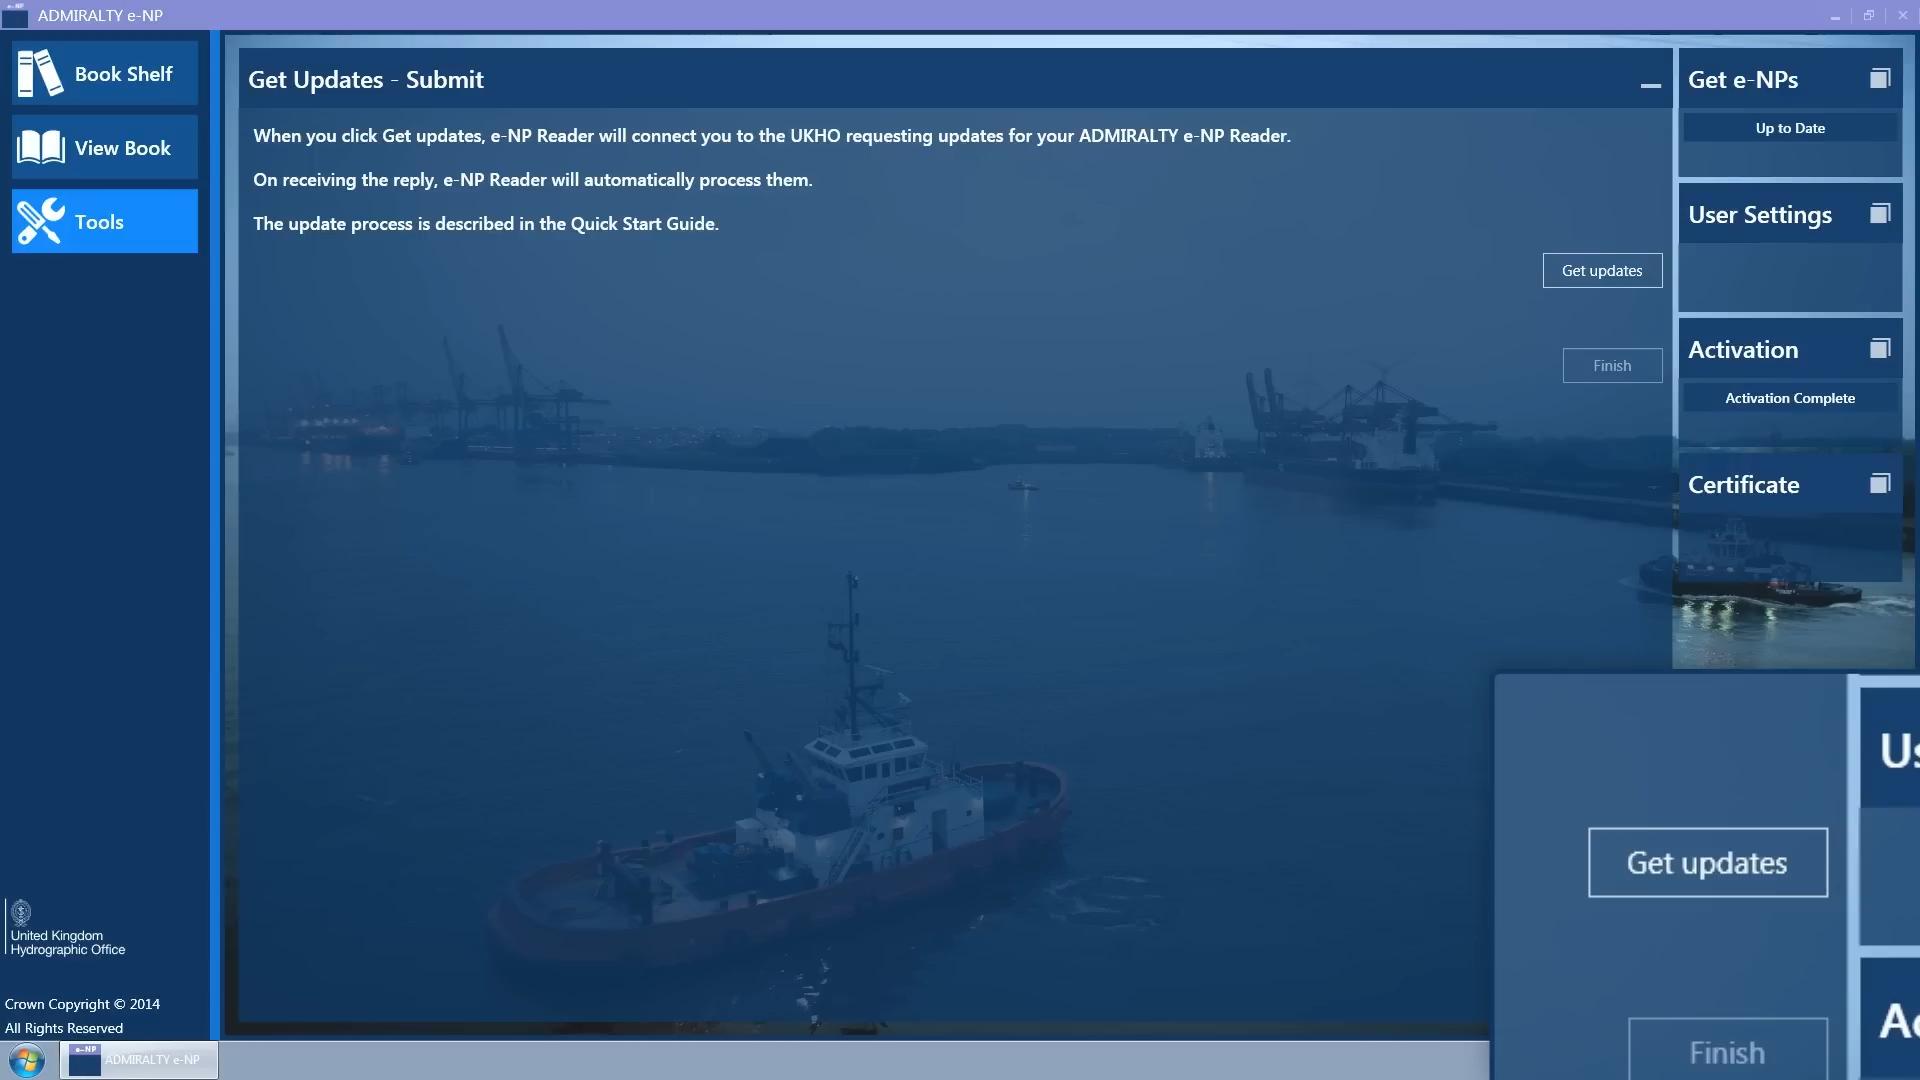 e-NP
ADMIRALTY e-NP
Book Shelf
View Book
Tools
Get Updates - Submit
When you click Get updates, e-NP Reader will connect you to the UKHO requesting updates for your ADMIRALTY e-NP Reader.
On receiving the reply, e-NP Reader will automatically process them.
The update process is described in the Quick Start Guide.
Get updates
Finish
Get e-NPs
Up to Date
User Settings
Activation
Activation Complete
Certificate
Us
Get updates
Finish
Ac
United Kingdom
Hydrographic Office
Crown Copyright © 2014
All Rights Reserved
e-NP
ADMIRALTY e-NP